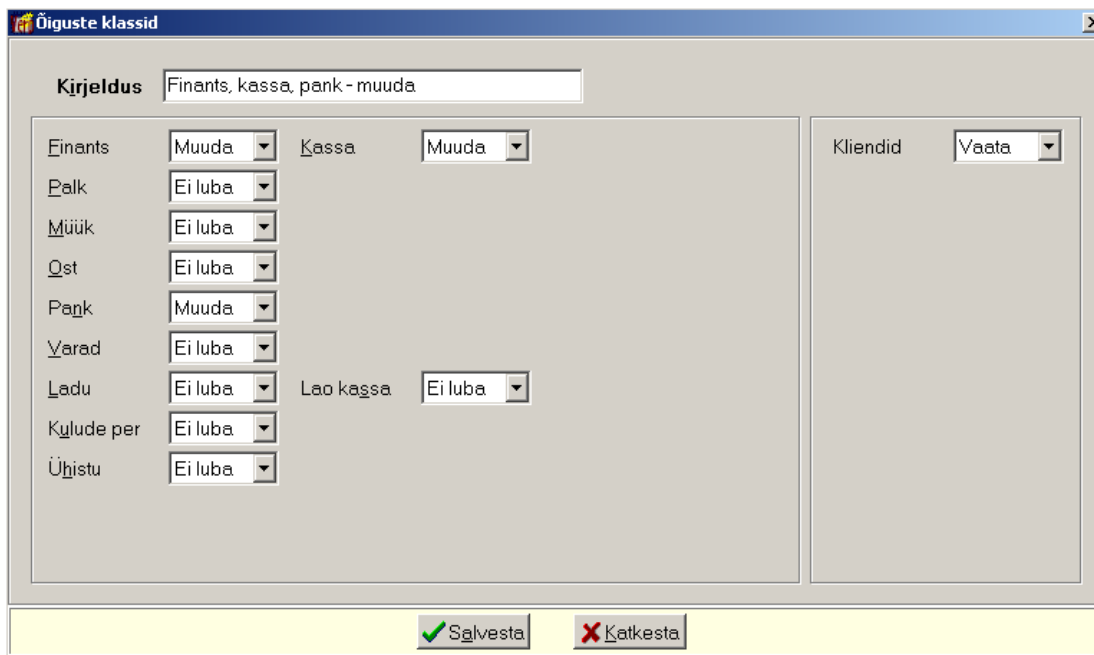 Õiguste klassid
Kirjeldus Finants, kassa, pank - muuda
Finants Muuda Kassa Muuda Kliendid Vaata
Palk Ei luba
Müük Ei luba
Ost Ei luba
Pank Muuda
Varad Ei luba
Ladu Ei luba Lao kassa Ei luba
Kulude per Ei luba
Ühistu Ei luba
Salvesta Katkesta